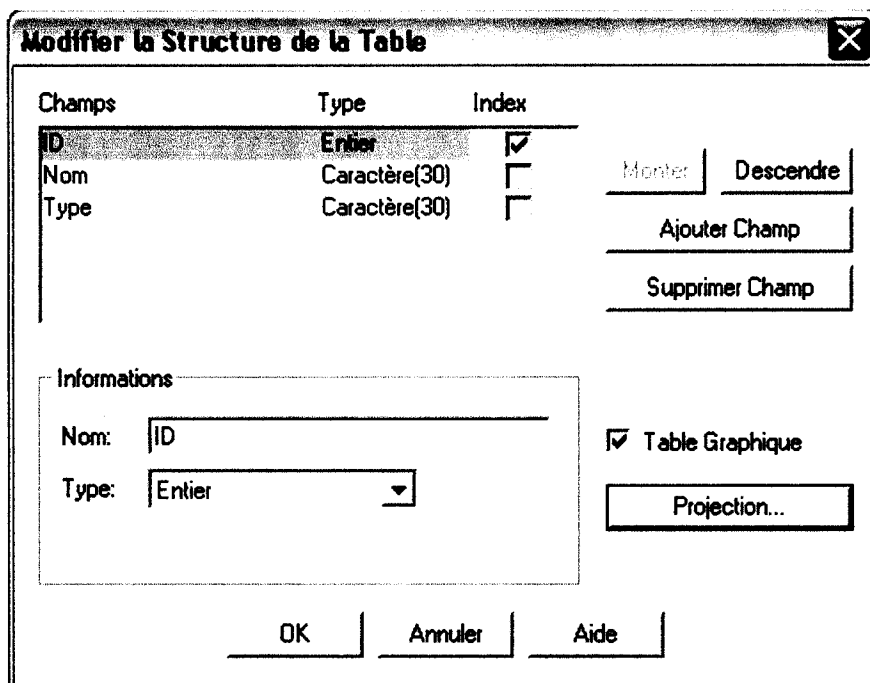 Modifier la Structure de la Table
Champs Type Index
ID Entier
Nom Caractère(30)
Type Caractère(30)
Monter Descendre
Ajouter Champ
Supprimer Champ
Informations
Nom: ID
Type: Entier
Table Graphique
Projection...
OK Annuler Aide